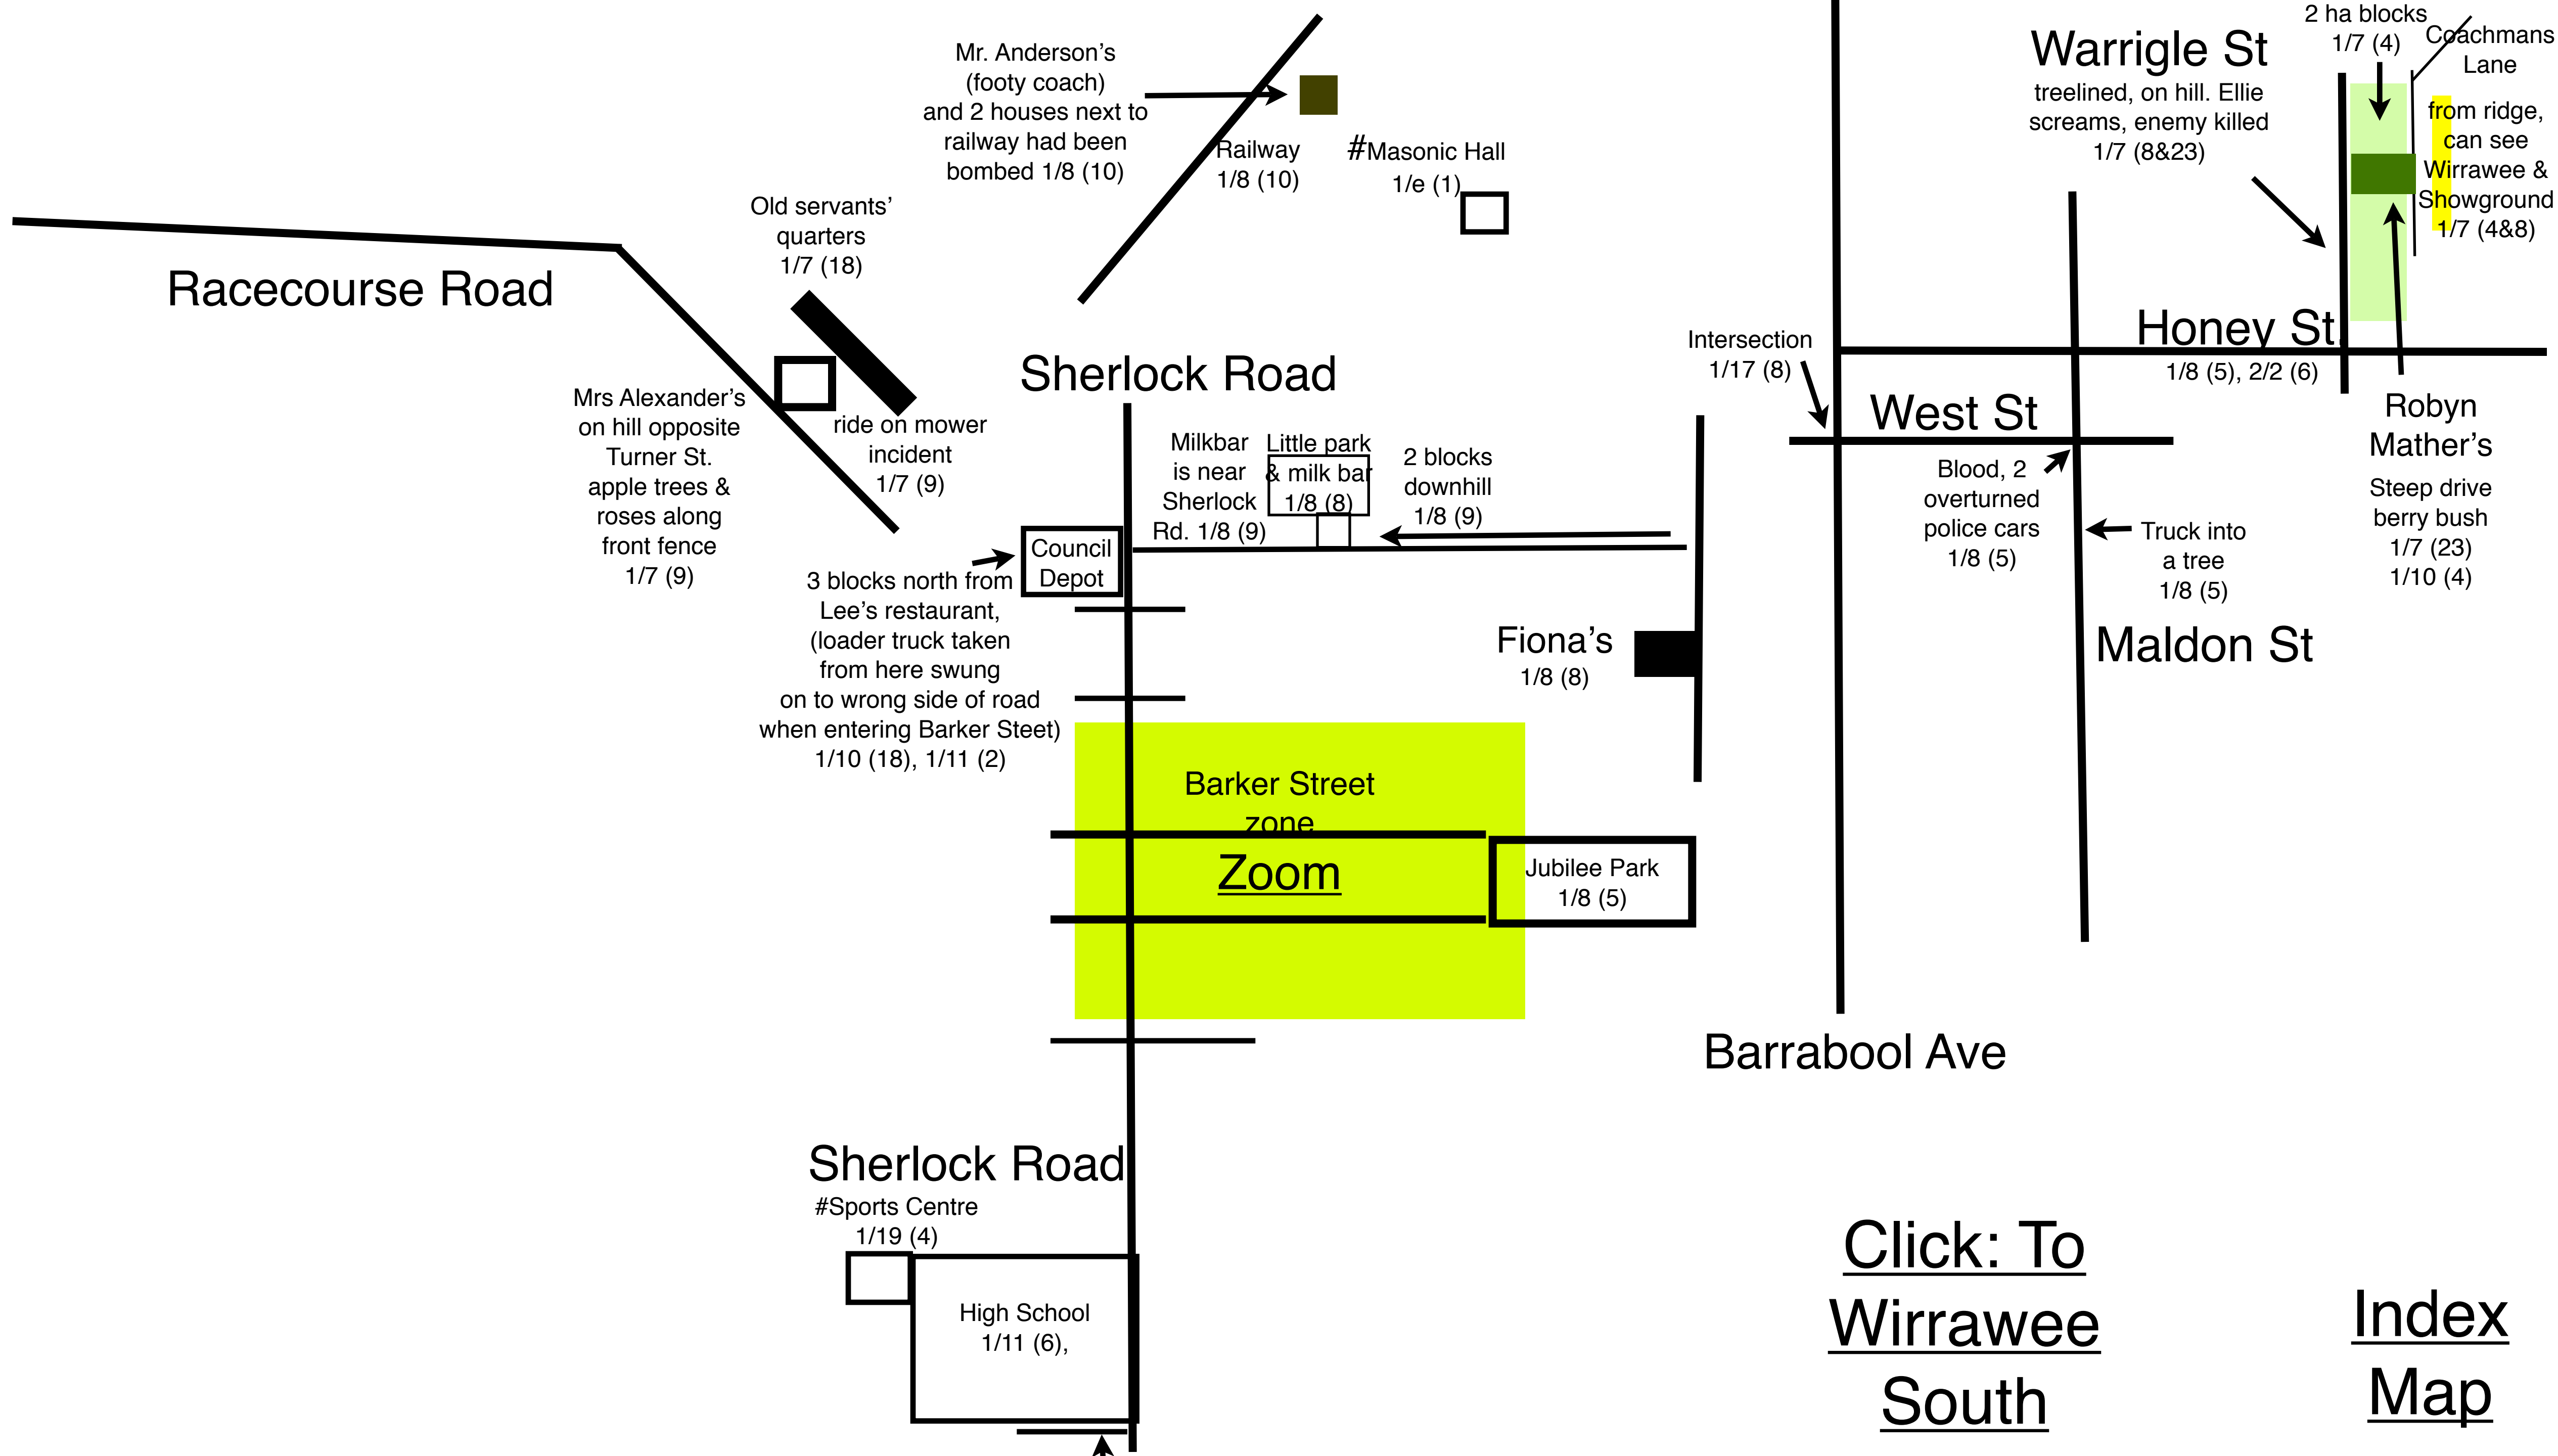 Mr. Anderson's
(footy coach)
and 2 houses next to
railway had been
bombed 1/8 (10)
Railway
1/8 (10)
#Masonic Hall
1/e (1)
Warrigle St
treelined, on hill. Ellie
screams, enemy killed
1/7 (8&23)
2 ha blocks
1/7 (4)
Coachmans
Lane
from ridge,
can see
Wirrawee &
Showground
1/7 (4&8)
Old servants'
quarters
1/7 (18)
Racecourse Road
Mrs Alexander's
on hill opposite
Turner St.
apple trees &
roses along
front fence
1/7 (9)
ride on mower
incident
1/7 (9)
Sherlock Road
Milkbar
is near
Sherlock
Rd. 1/8 (9)
Little park
& milk bar
1/8 (8)
2 blocks
downhill
1/8 (9)
Intersection
1/17 (8)
Honey St.
1/8 (5), 2/2 (6)
West St
Blood, 2
overturned
police cars
1/8 (5)
Truck into
a tree
1/8 (5)
Maldon St
Robyn
Mather's
Steep drive
berry bush
1/7 (23)
1/10 (4)
Council
Depot
3 blocks north from
Lee's restaurant,
(loader truck taken
from here swung
on to wrong side of road
when entering Barker Steet)
1/10 (18), 1/11 (2)
Fiona's
1/8 (8)
Barker Street
zone
Zoom
Jubilee Park
1/8 (5)
Barrabool Ave
Sherlock Road
#Sports Centre
1/19 (4)
High School
1/11 (6),
Click: To
Wirrawee
South
Index
Map